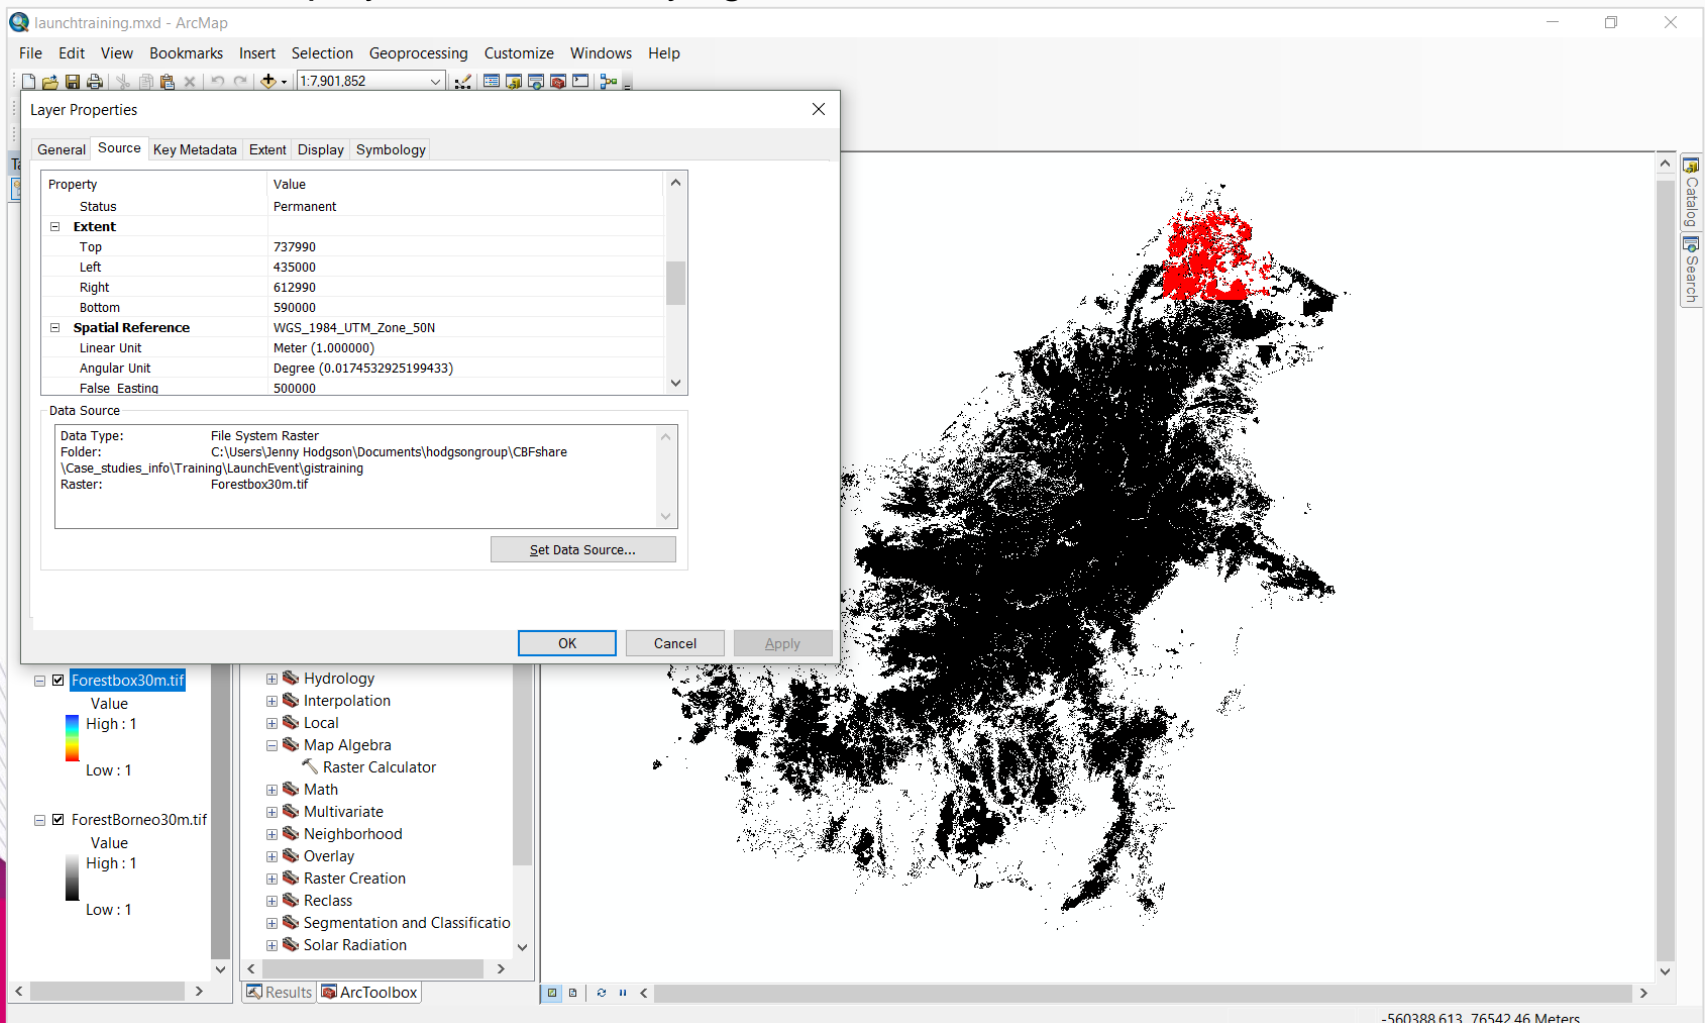 launchtraining.mxd - ArcMap
File Edit View Bookmarks Insert Selection Geoprocessing Customize Windows Help
1:7,901,852
Layer Properties
General Source Key Metadata Extent Display Symbology
Property Value
Status Permanent
Extent
Top 737990
Left 435000
Right 612990
Bottom 590000
Spatial Reference WGS_1984_UTM_Zone_50N
Linear Unit Meter (1.000000)
Angular Unit Degree (0.0174532925199433)
False_Easting 500000
Data Source
Data Type: File System Raster
Folder: C:\Users\Jenny Hodgson\Documents\hodgsongroup\CBFshare
\Case_studies_info\Training\LaunchEvent\gistraining
Raster: Forestbox30m.tif
Set Data Source...
OK Cancel Apply
Forestbox30m.tif
Value
High : 1
Low : 1
ForestBorneo30m.tif
Value
High : 1
Low : 1
Hydrology
Interpolation
Local
Map Algebra
Raster Calculator
Math
Multivariate
Neighborhood
Overlay
Raster Creation
Reclass
Segmentation and Classificatio
Solar Radiation
Results ArcToolbox
Catalog
Search
-560388.613 76542.46 Meters